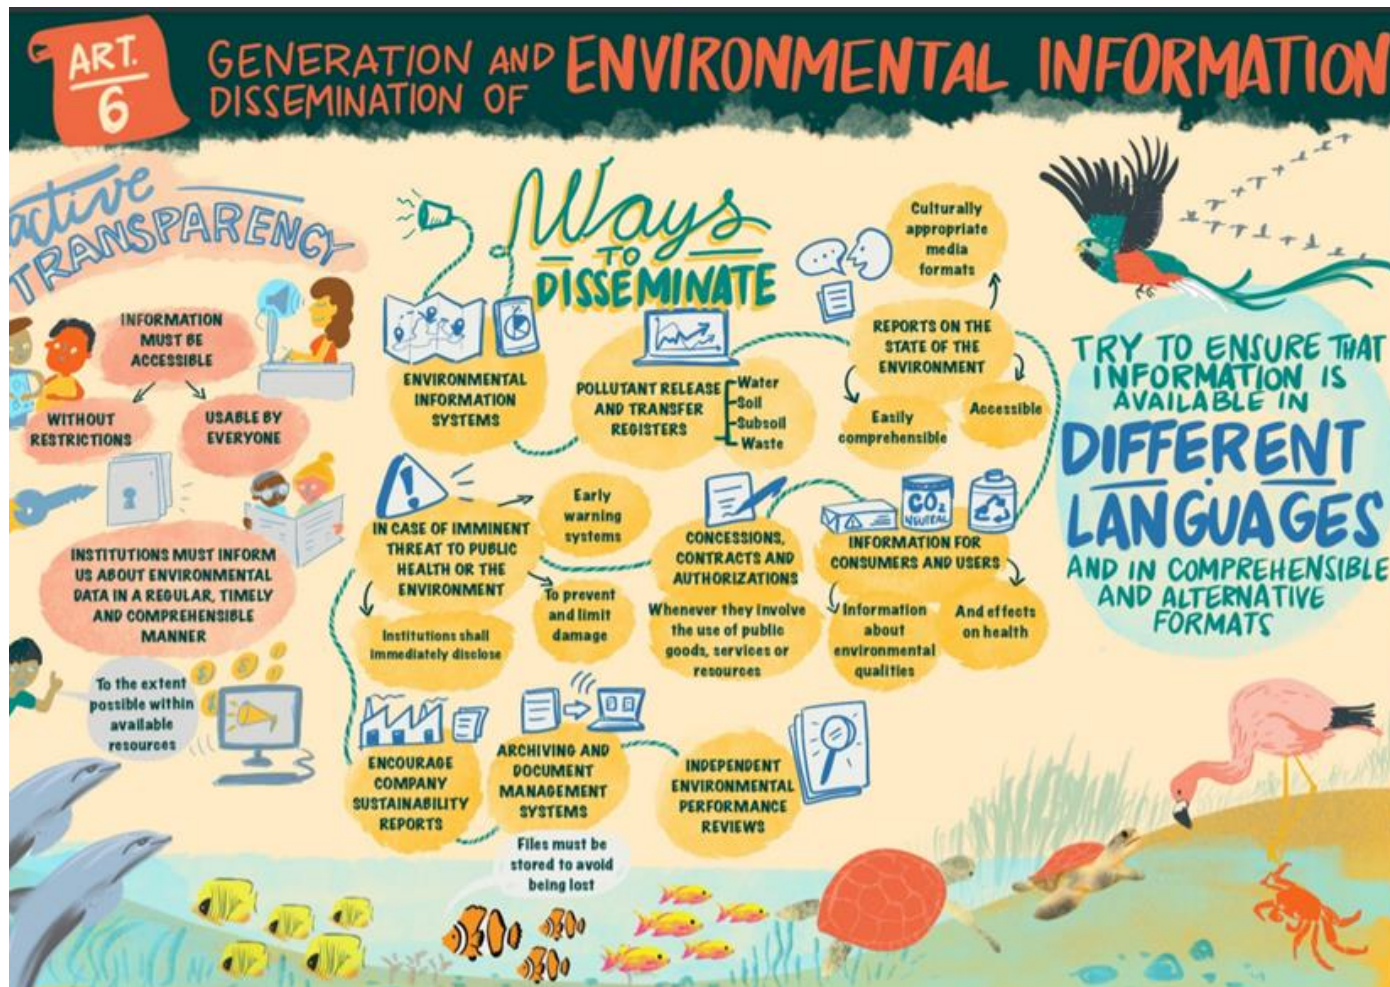 ART.
6
GENERATION AND
DISSEMINATION OF
ENVIRONMENTAL INFORMATION
active
TRANSPARENCY
INFORMATION
MUST BE
ACCESSIBLE
WITHOUT
RESTRICTIONS
USABLE BY
EVERYONE
INSTITUTIONS MUST INFORM
US ABOUT ENVIRONMENTAL
DATA IN A REGULAR, TIMELY
AND COMPREHENSIBLE
MANNER
To the extent
possible within
available
resources
Ways
TO
DISSEMINATE
ENVIRONMENTAL
INFORMATION
SYSTEMS
POLLUTANT RELEASE
AND TRANSFER
REGISTERS
Water
Soil
Subsoil
Waste
Culturally
appropriate
media
formats
REPORTS ON THE
STATE OF THE
ENVIRONMENT
Easily
comprehensible
Accessible
IN CASE OF IMMINENT
THREAT TO PUBLIC
HEALTH OR THE
ENVIRONMENT
Early
warning
systems
To prevent
and limit
damage
Institutions shall
immediately disclose
CONCESSIONS,
CONTRACTS AND
AUTHORIZATIONS
Whenever they involve
the use of public
goods, services or
resources
CO2
NEUTRAL
INFORMATION FOR
CONSUMERS AND USERS
Information
about
environmental
qualities
And effects
on health
ENCOURAGE
COMPANY
SUSTAINABILITY
REPORTS
ARCHIVING AND
DOCUMENT
MANAGEMENT
SYSTEMS
Files must be
stored to avoid
being lost
INDEPENDENT
ENVIRONMENTAL
PERFORMANCE
REVIEWS
TRY TO ENSURE THAT
INFORMATION IS
AVAILABLE IN
DIFFERENT
LANGUAGES
AND IN COMPREHENSIBLE
AND ALTERNATIVE
FORMATS